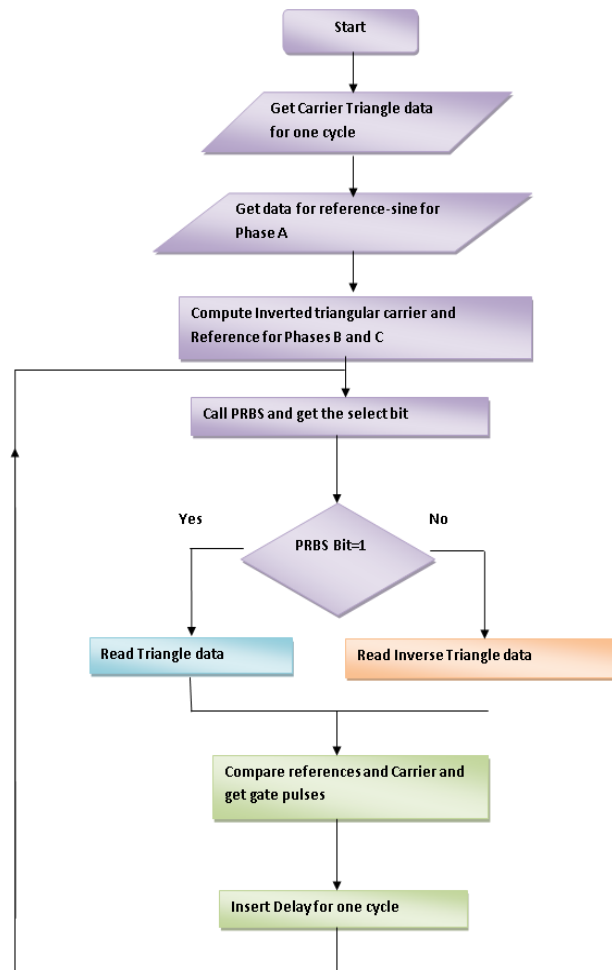 Start
Get Carrier Triangle data
for one cycle
Get data for reference-sine for
Phase A
Compute Inverted triangular carrier and
Reference for Phases B and C
Call PRBS and get the select bit
Yes
No
PRBS Bit=1
Read Triangle data
Read Inverse Triangle data
Compare references and Carrier and
get gate pulses
Insert Delay for one cycle